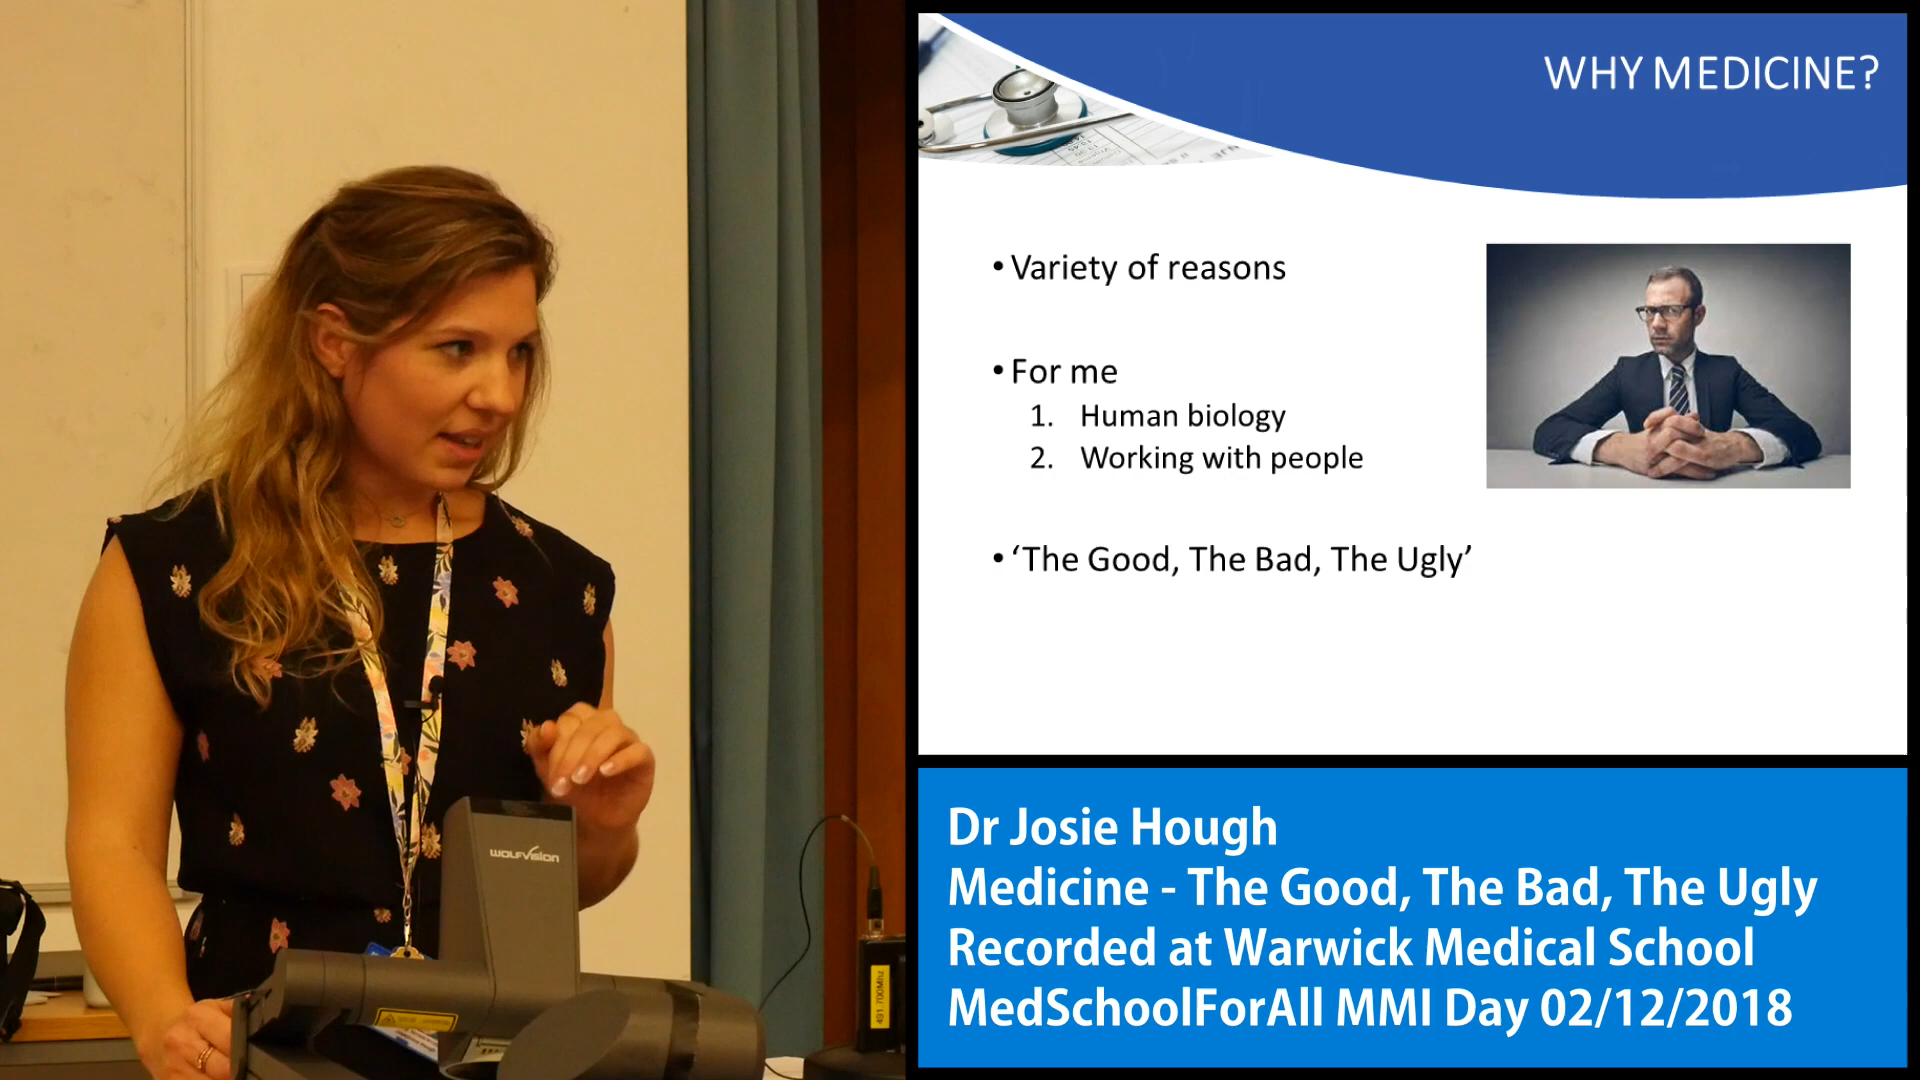 WHY MEDICINE?
• Variety of reasons
• For me
1. Human biology
2. Working with people
• ‘The Good, The Bad, The Ugly’
WOLFVISION
491.700Mhz
Dr Josie Hough
Medicine - The Good, The Bad, The Ugly
Recorded at Warwick Medical School
MedSchoolForAll MMI Day 02/12/2018